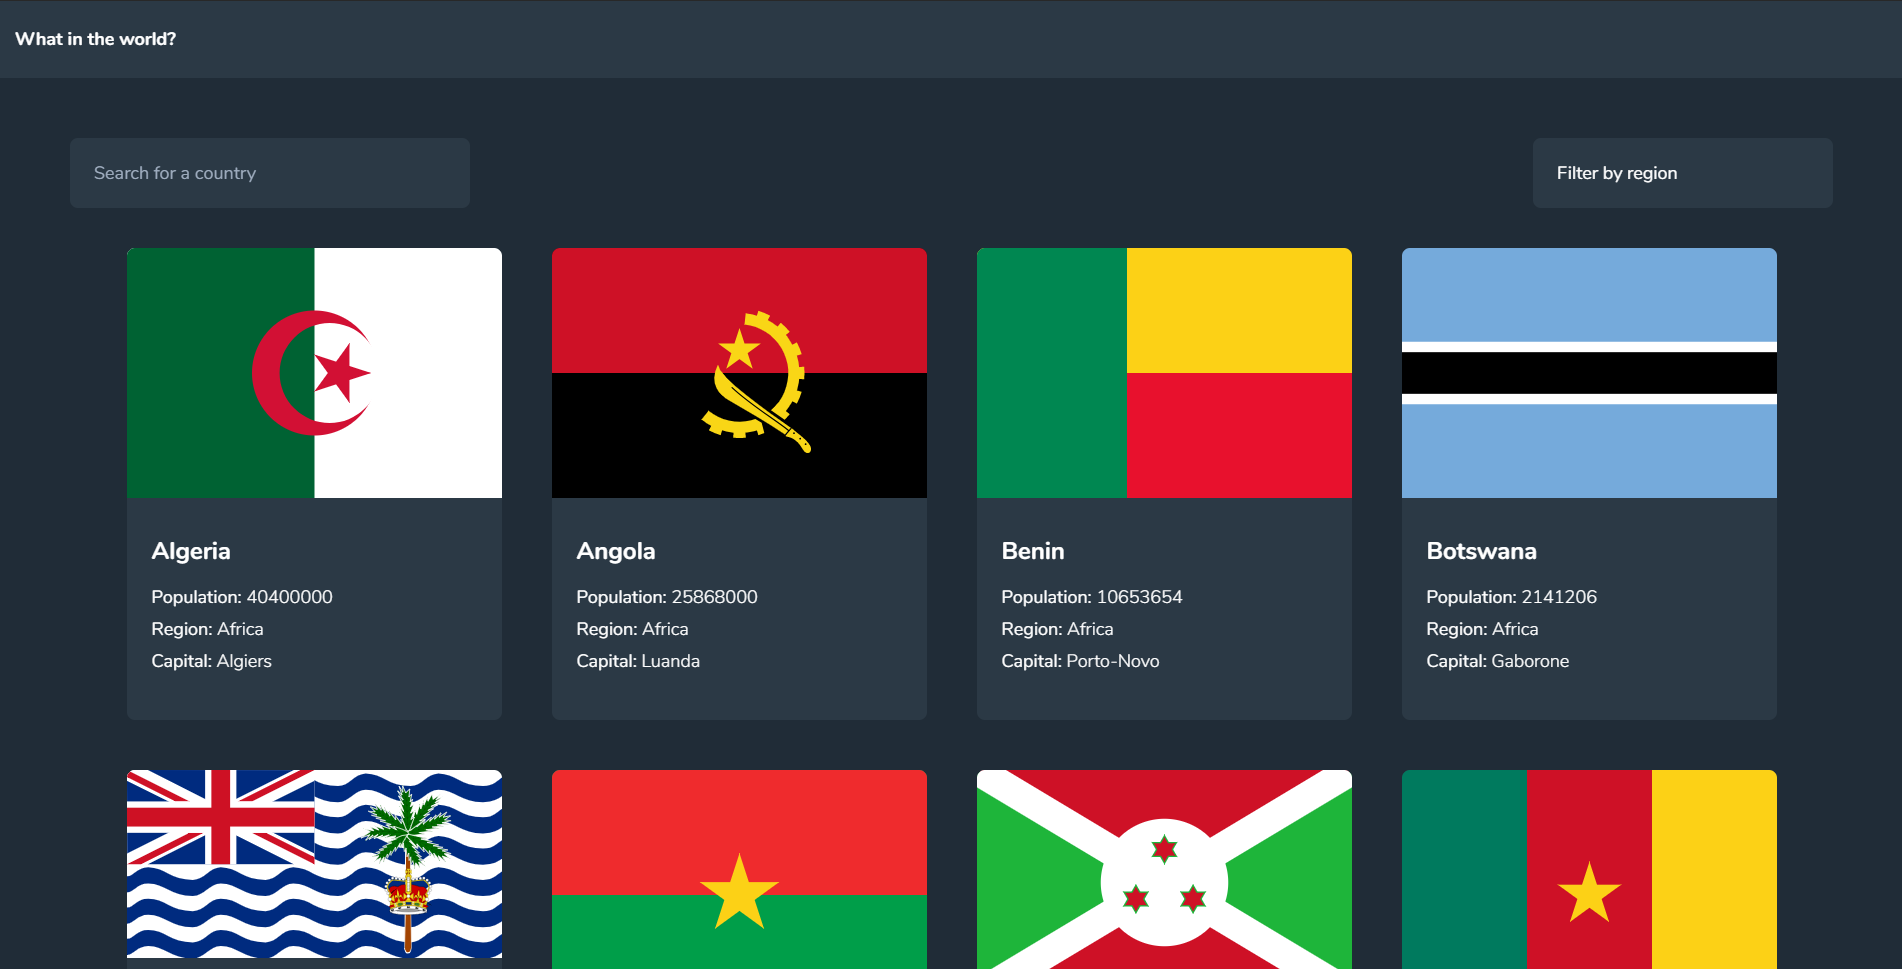 What in the world?
Search for a country
Filter by region
Algeria
Population: 40400000
Region: Africa
Capital: Algiers
Angola
Population: 25868000
Region: Africa
Capital: Luanda
Benin
Population: 10653654
Region: Africa
Capital: Porto-Novo
Botswana
Population: 2141206
Region: Africa
Capital: Gaborone